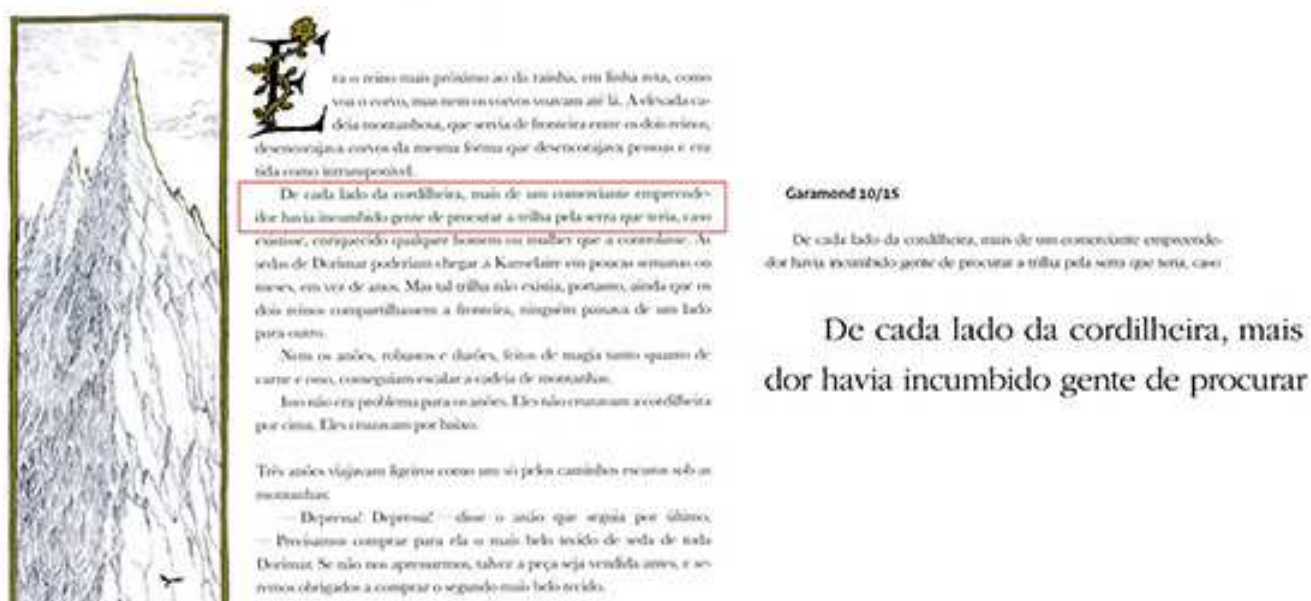 Era o reino mais próximo ao da rainha, em linha reta, como
voa o corvo, mas nem os corvos voavam até lá. A elevada ca-
deia montanhosa, que servia de fronteira entre os dois reinos,
desencorajava corvos da mesma forma que desencorajava pessoas e era
tida como intransponível.
De cada lado da cordilheira, mais de um comerciante empreende-
dor havia incumbido gente de procurar a trilha pela serra que teria, caso
existisse, enriquecido qualquer homem ou mulher que a controlasse. As
sedas de Dorimar poderiam chegar a Kanselaire em poucas semanas ou
meses, em vez de anos. Mas tal trilha não existia, portanto, ainda que os
dois reinos compartilhassem a fronteira, ninguém passava de um lado
para outro.
Nem os anões, robustos e durões, feitos de magia tanto quanto de
carne e osso, conseguiam escalar a cadeia de montanhas.
Isso não era problema para os anões. Eles não cruzavam a cordilheira
por cima. Eles cruzavam por baixo.
Três anões viajavam ligeiros como um só pelos caminhos escuros sob as
montanhas:
— Depressa! Depressa! — disse o anão que seguia por último.
— Precisamos comprar para ela o mais belo tecido de seda de toda
Dorimar. Se não nos apressarmos, talvez a peça seja vendida antes, e se-
remos obrigados a comprar o segundo mais belo tecido.
Garamond 10/15
De cada lado da cordilheira, mais de um comerciante empreende-
dor havia incumbido gente de procurar a trilha pela serra que teria, caso
De cada lado da cordilheira, mais
dor havia incumbido gente de procurar